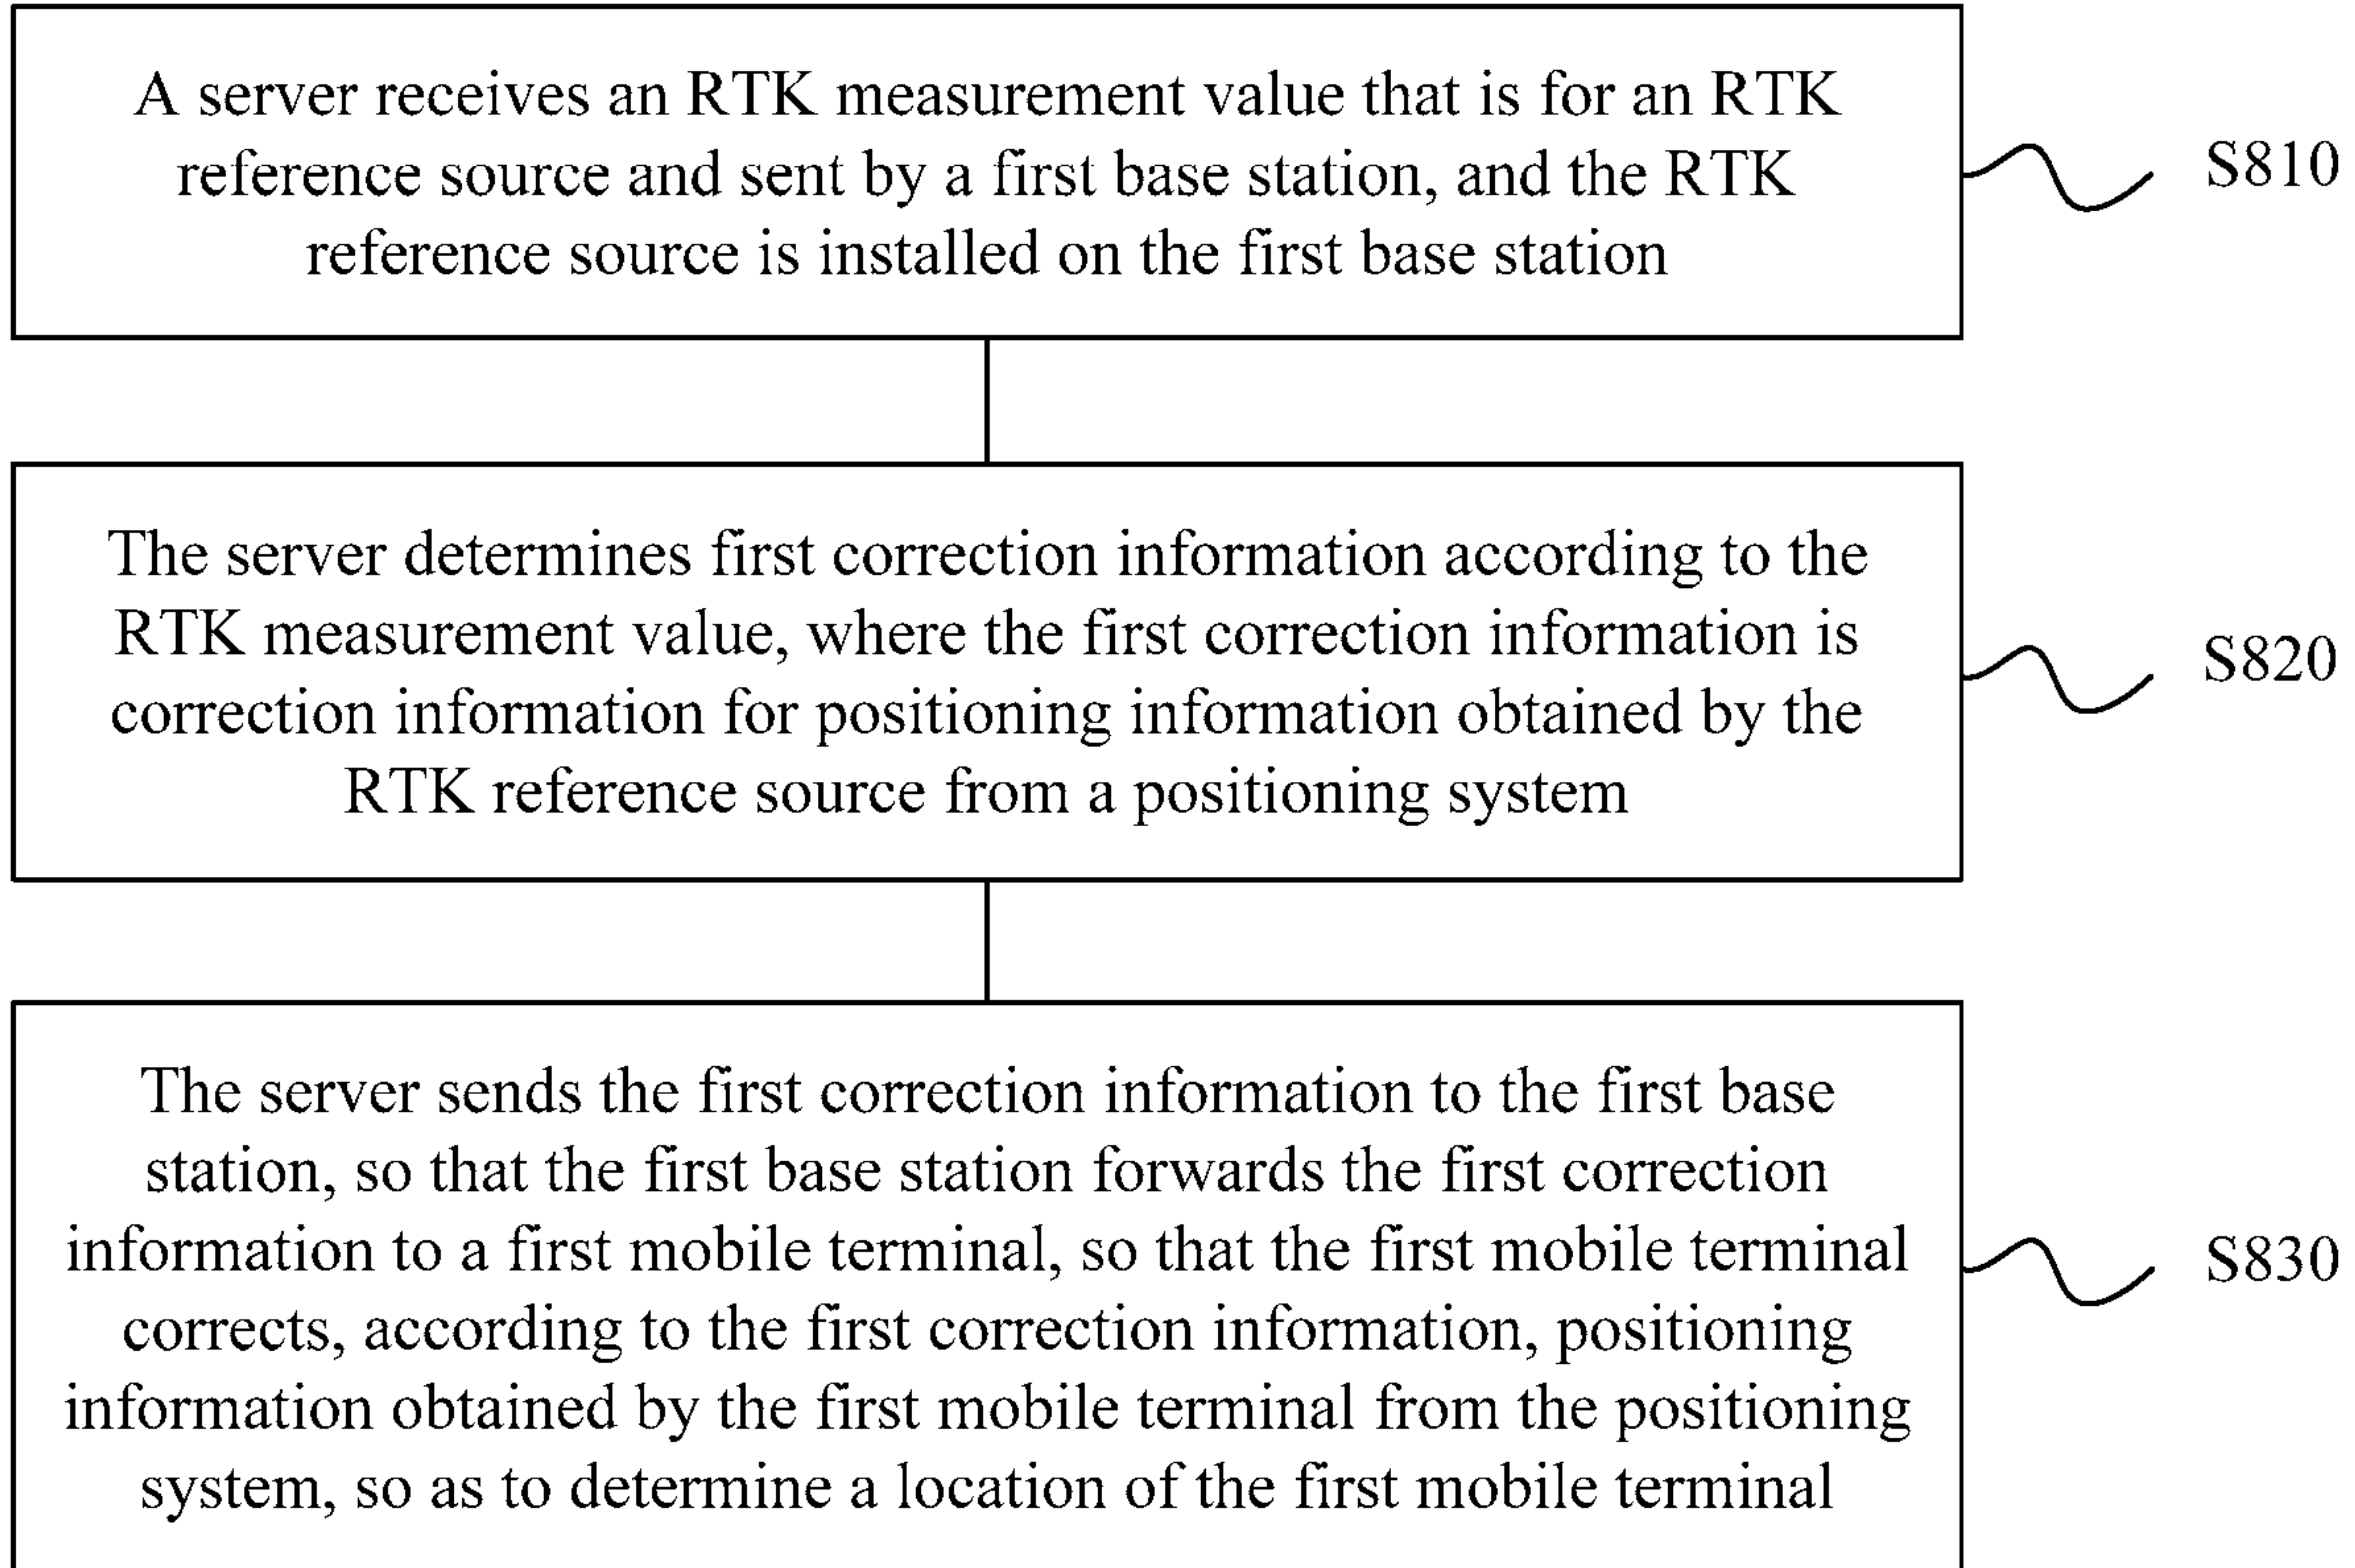 A server receives an RTK measurement value that is for an RTK
reference source and sent by a first base station, and the RTK
reference source is installed on the first base station
S810
The server determines first correction information according to the
RTK measurement value, where the first correction information is
correction information for positioning information obtained by the
RTK reference source from a positioning system
S820
The server sends the first correction information to the first base
station, so that the first base station forwards the first correction
information to a first mobile terminal, so that the first mobile terminal
corrects, according to the first correction information, positioning
information obtained by the first mobile terminal from the positioning
system, so as to determine a location of the first mobile terminal
S830